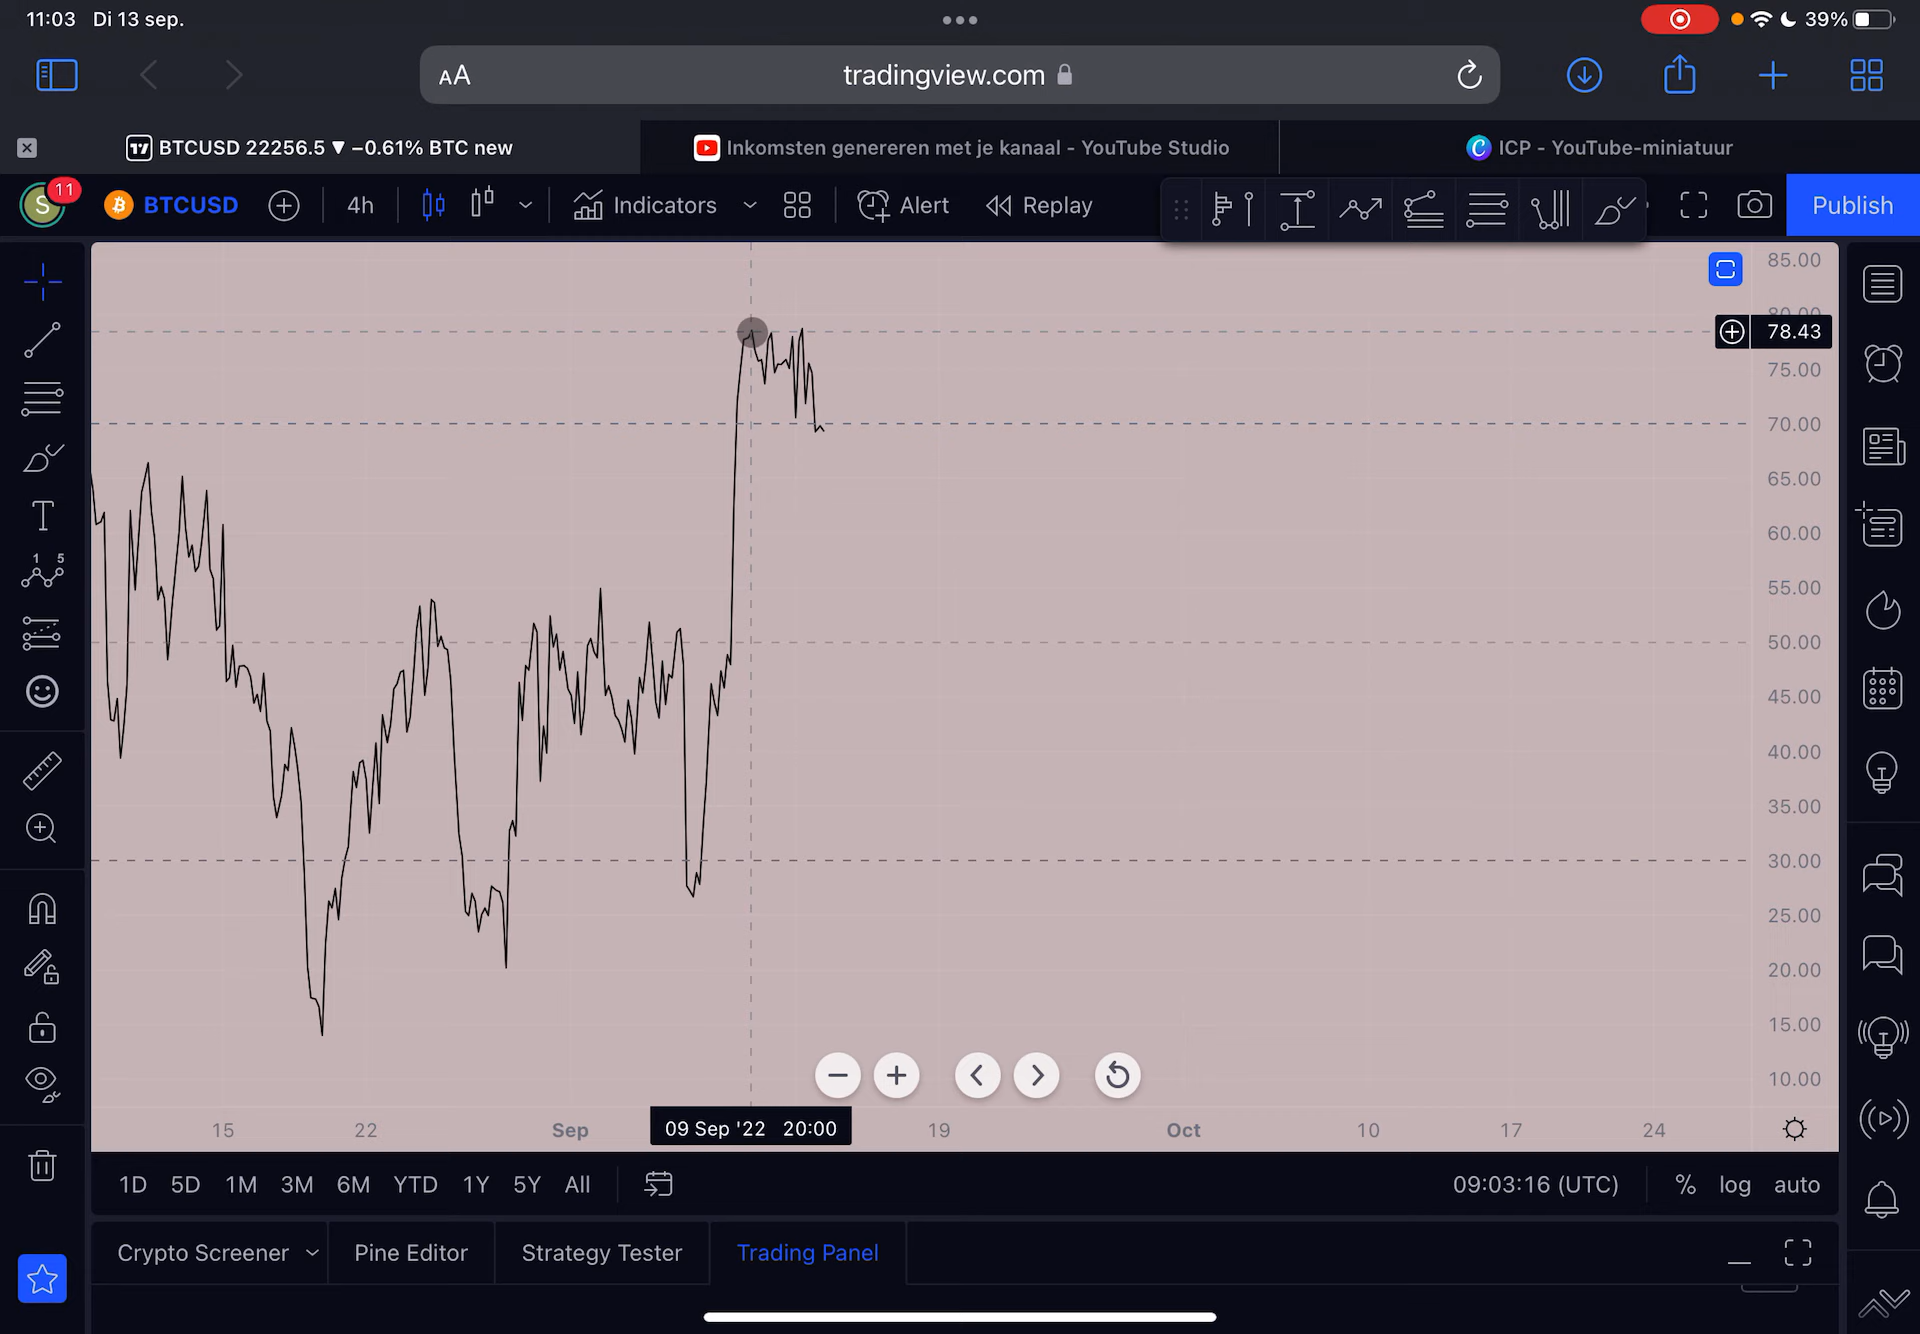 11:03 Di 13 sep.
39%
AA
tradingview.com
BTCUSD 22256.5 ▼ −0.61% BTC new
Inkomsten genereren met je kanaal - YouTube Studio
ICP - YouTube-miniatuur
S
11
BTCUSD
4h
Indicators
Alert
Replay
Publish
85.00
80.00
78.43
75.00
70.00
65.00
60.00
55.00
50.00
45.00
40.00
35.00
30.00
25.00
20.00
15.00
10.00
15
22
Sep
09 Sep '22 20:00
19
Oct
10
17
24
1D 5D 1M 3M 6M YTD 1Y 5Y All
09:03:16 (UTC)
% log auto
Crypto Screener
Pine Editor
Strategy Tester
Trading Panel